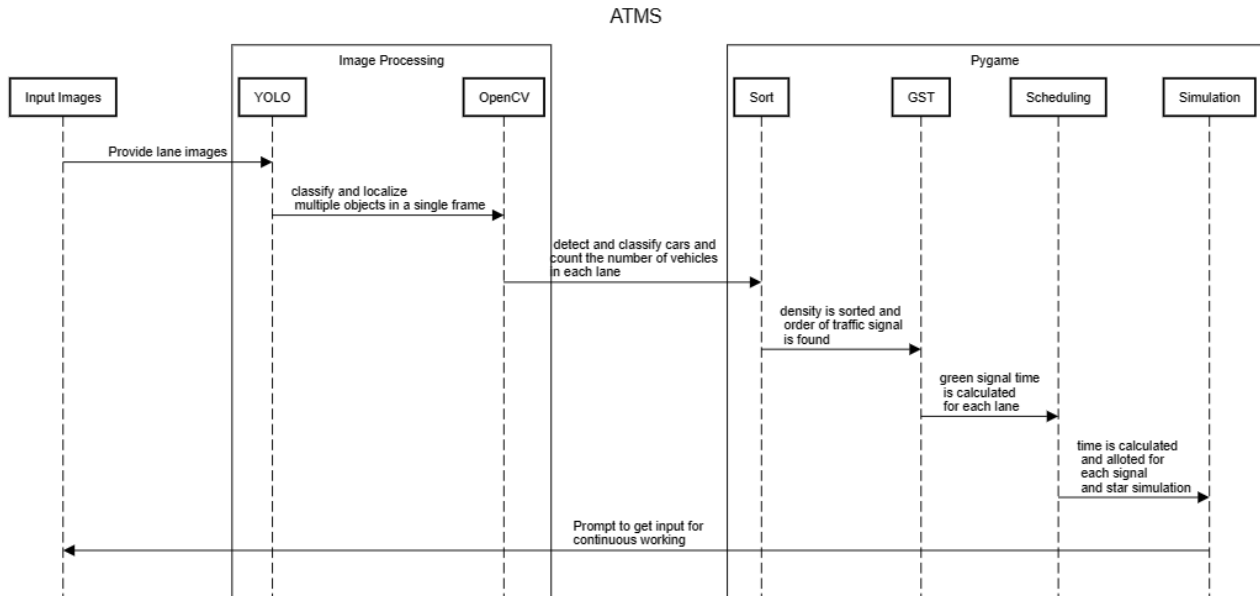 ATMS
Image Processing
Pygame
Input Images
YOLO
OpenCV
Sort
GST
Scheduling
Simulation
Provide lane images
classify and localize
multiple objects in a single frame
detect and classify cars and
count the number of vehicles
in each lane
density is sorted and
order of traffic signal
is found
green signal time
is calculated
for each lane
time is calculated
and alloted for
each signal
and star simulation
Prompt to get input for
continuous working